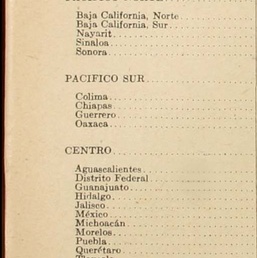 Baja California, Norte
Baja California, Sur
Nayarit
Sinaloa
Sonora
PACIFICO SUR
Colima
Chiapas
Guerrero
Oaxaca
CENTRO
Aguascalientes
Distrito Federal
Guanajuato
Hidalgo
Jalisco
México
Michoacán
Morelos
Puebla
Querétaro